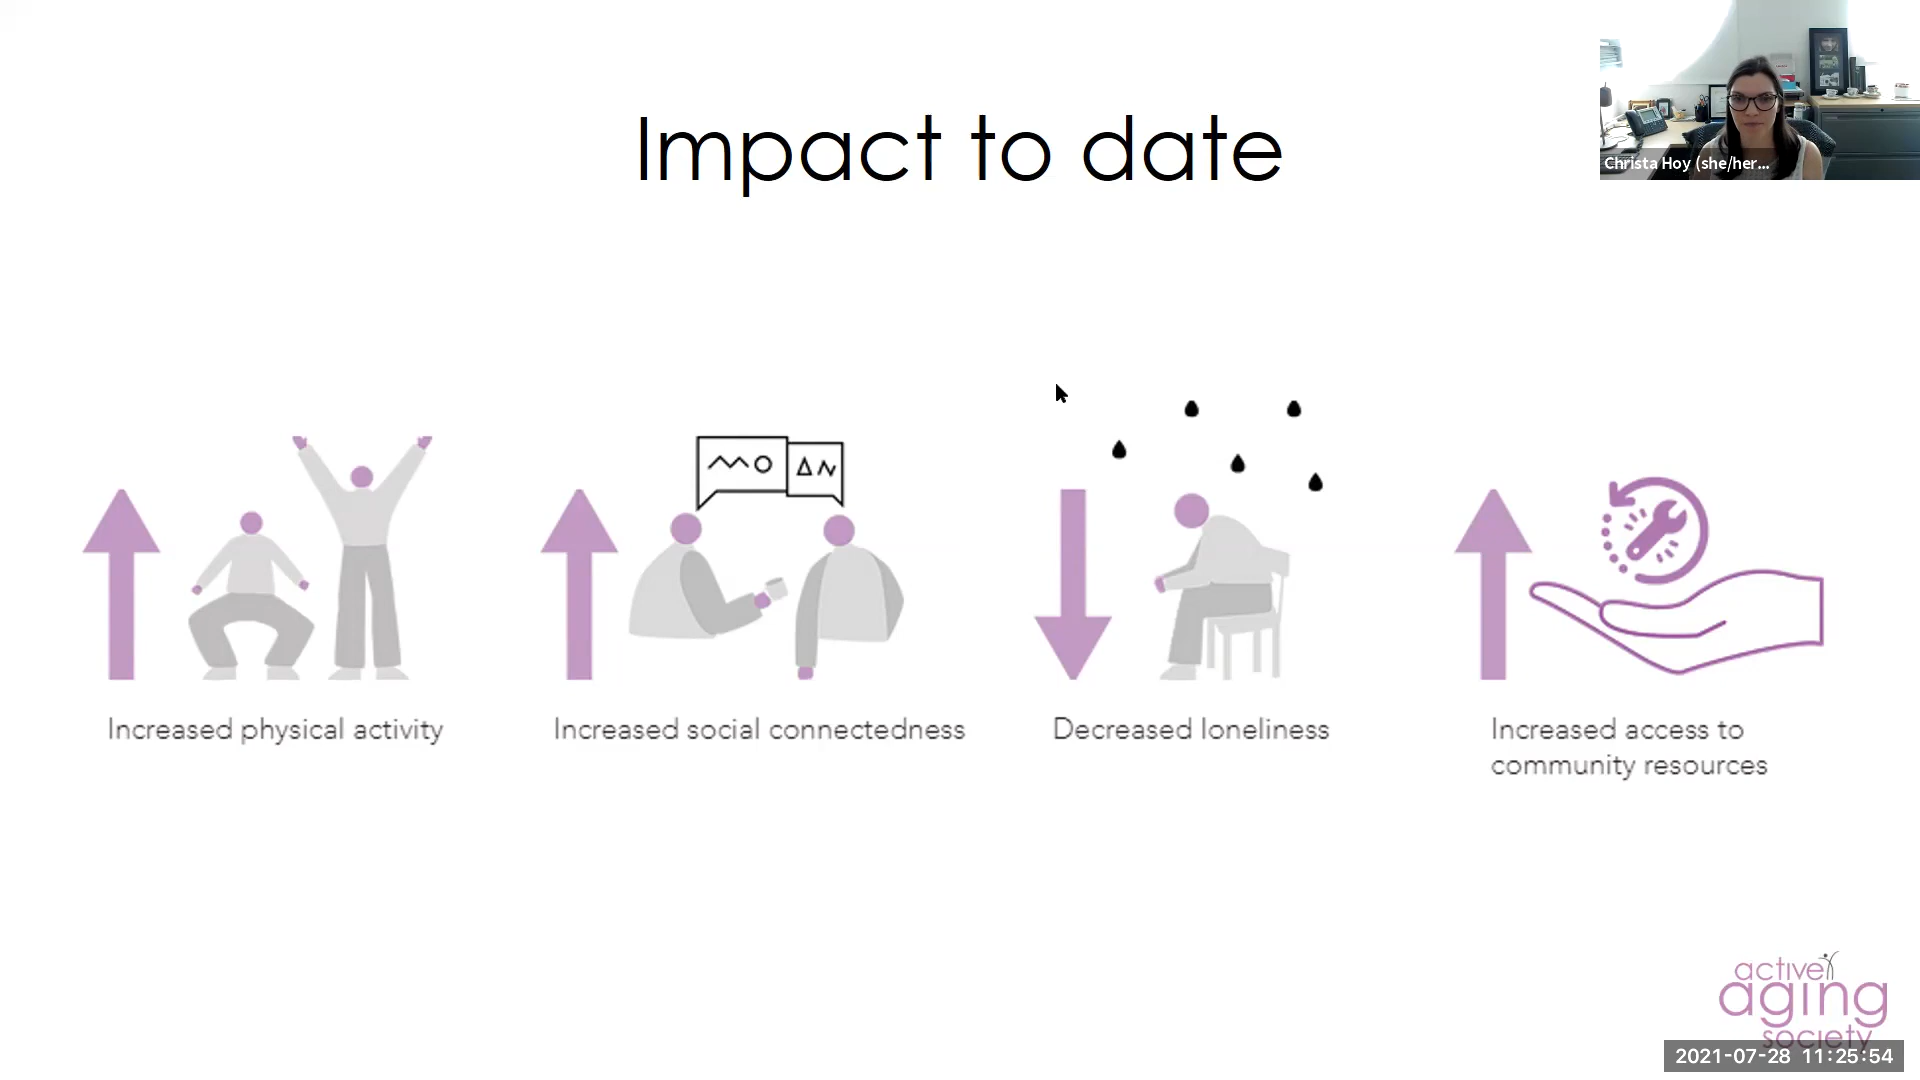 Impact to date
Christa Hoy (she/her...
Increased physical activity
Increased social connectedness
Decreased loneliness
Increased access to
community resources
active
aging
society
2021-07-28 11:25:54